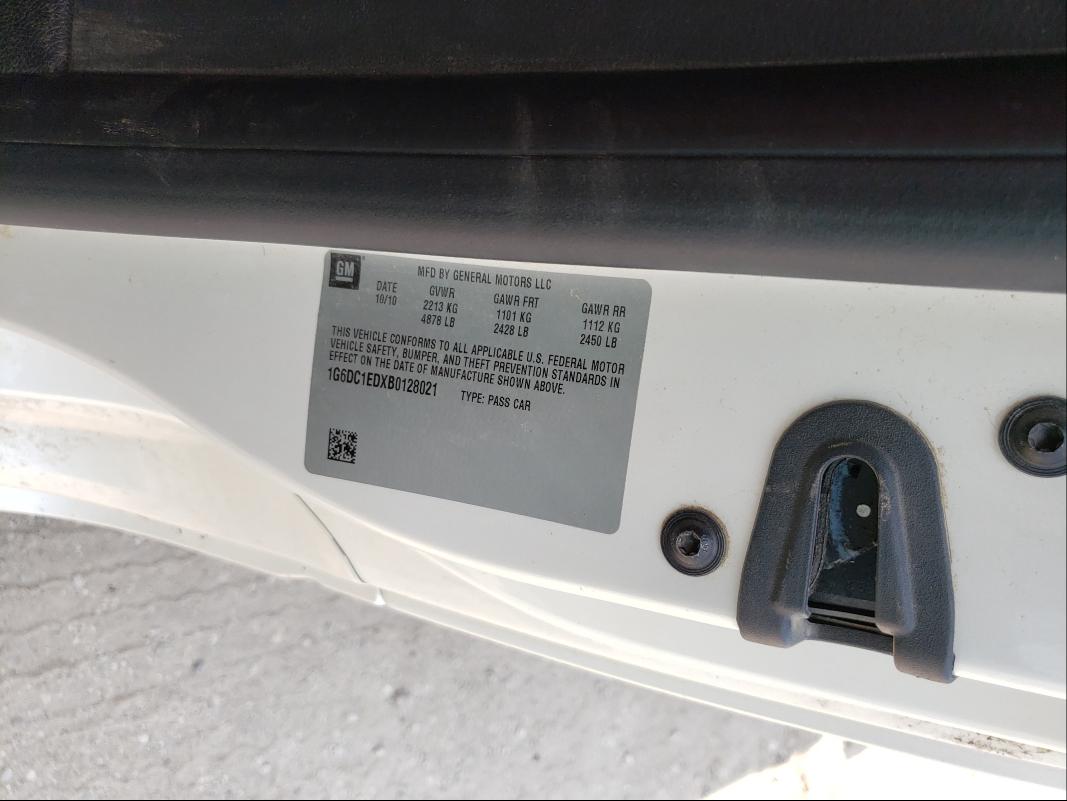 GM
MFD BY GENERAL MOTORS LLC
DATE GVWR GAWR FRT GAWR RR
10/10 2213 KG 1101 KG 1112 KG
4878 LB 2428 LB 2450 LB
THIS VEHICLE CONFORMS TO ALL APPLICABLE U.S. FEDERAL MOTOR
VEHICLE SAFETY, BUMPER, AND THEFT PREVENTION STANDARDS IN
EFFECT ON THE DATE OF MANUFACTURE SHOWN ABOVE.
1G6DC1EDXB0128021 TYPE: PASS CAR